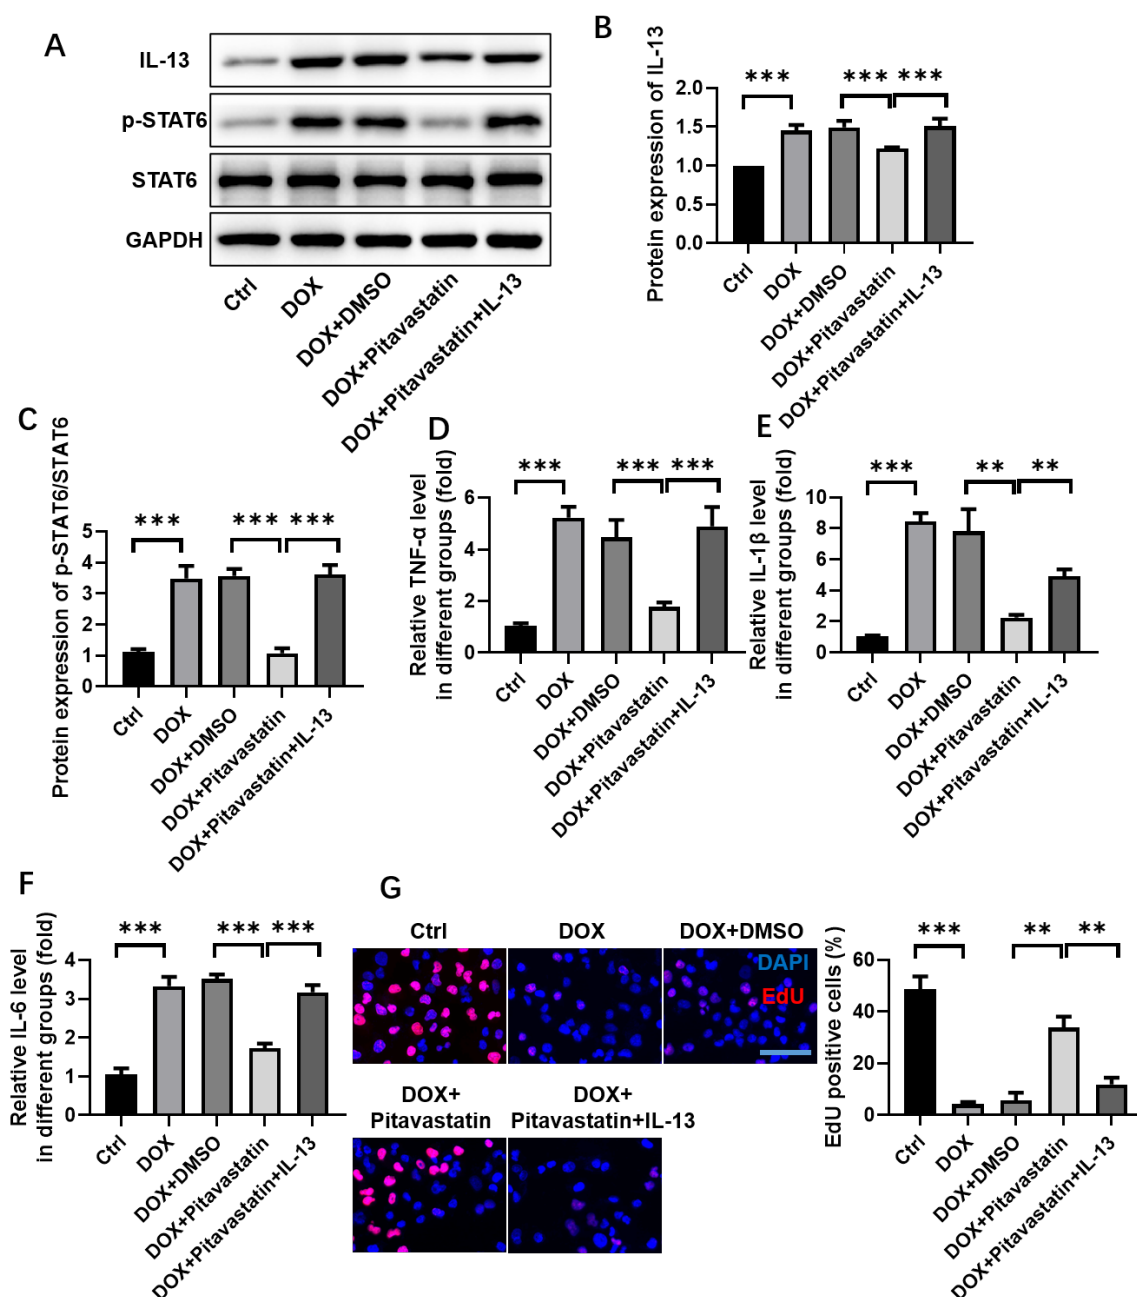 A
IL-13
p-STAT6
STAT6
GAPDH
Ctrl
DOX
DOX+DMSO
DOX+Pitavastatin
DOX+Pitavastatin+IL-13
B
Protein expression of IL-13
2.0
1.5
1.0
0.5
0.0
***
***
***
Ctrl
DOX
DOX+DMSO
DOX+Pitavastatin
DOX+Pitavastatin+IL-13
C
Protein expression of p-STAT6/STAT6
5
4
3
2
1
0
***
***
***
Ctrl
DOX
DOX+DMSO
DOX+Pitavastatin
DOX+Pitavastatin+IL-13
D
Relative TNF-α level
in different groups (fold)
6
4
2
0
***
***
***
Ctrl
DOX
DOX+DMSO
DOX+Pitavastatin
DOX+Pitavastatin+IL-13
E
Relative IL-1β level
in different groups (fold)
10
8
6
4
2
0
***
**
**
Ctrl
DOX
DOX+DMSO
DOX+Pitavastatin
DOX+Pitavastatin+IL-13
F
Relative IL-6 level
in different groups (fold)
4
3
2
1
0
***
***
***
Ctrl
DOX
DOX+DMSO
DOX+Pitavastatin
DOX+Pitavastatin+IL-13
G
Ctrl
DOX
DOX+DMSO
DAPI
EdU
DOX+
Pitavastatin
DOX+
Pitavastatin+IL-13
EdU positive cells (%)
60
40
20
0
***
**
**
Ctrl
DOX
DOX+DMSO
DOX+Pitavastatin
DOX+Pitavastatin+IL-13